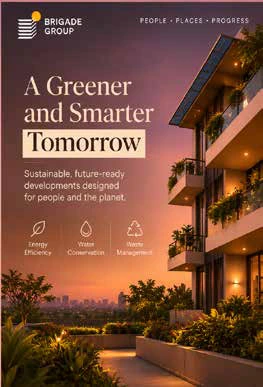 BRIGADE
GROUP
PEOPLE • PLACES • PROGRESS
A Greener
and Smarter
Tomorrow
Sustainable, future-ready
developments designed
for people and the planet.
Energy
Efficiency
Water
Conservation
Waste
Management